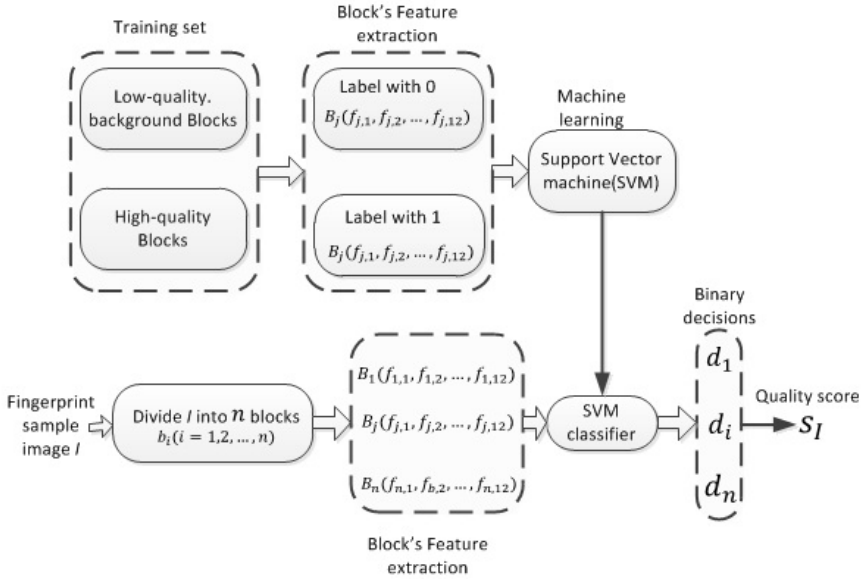 Training set
Block's Feature
extraction
Low-quality.
background Blocks
High-quality
Blocks
Label with 0
B_j(f_{j,1}, f_{j,2}, ..., f_{j,12})
Label with 1
B_j(f_{j,1}, f_{j,2}, ..., f_{j,12})
Machine
learning
Support Vector
machine(SVM)
Fingerprint
sample
image I
Divide I into n blocks
b_i(i = 1,2, ..., n)
B_1(f_{1,1}, f_{1,2}, ..., f_{1,12})
B_j(f_{j,1}, f_{j,2}, ..., f_{j,12})
B_n(f_{n,1}, f_{b,2}, ..., f_{n,12})
Block's Feature
extraction
SVM
classifier
Binary
decisions
d_1
d_i
d_n
Quality score
s_I